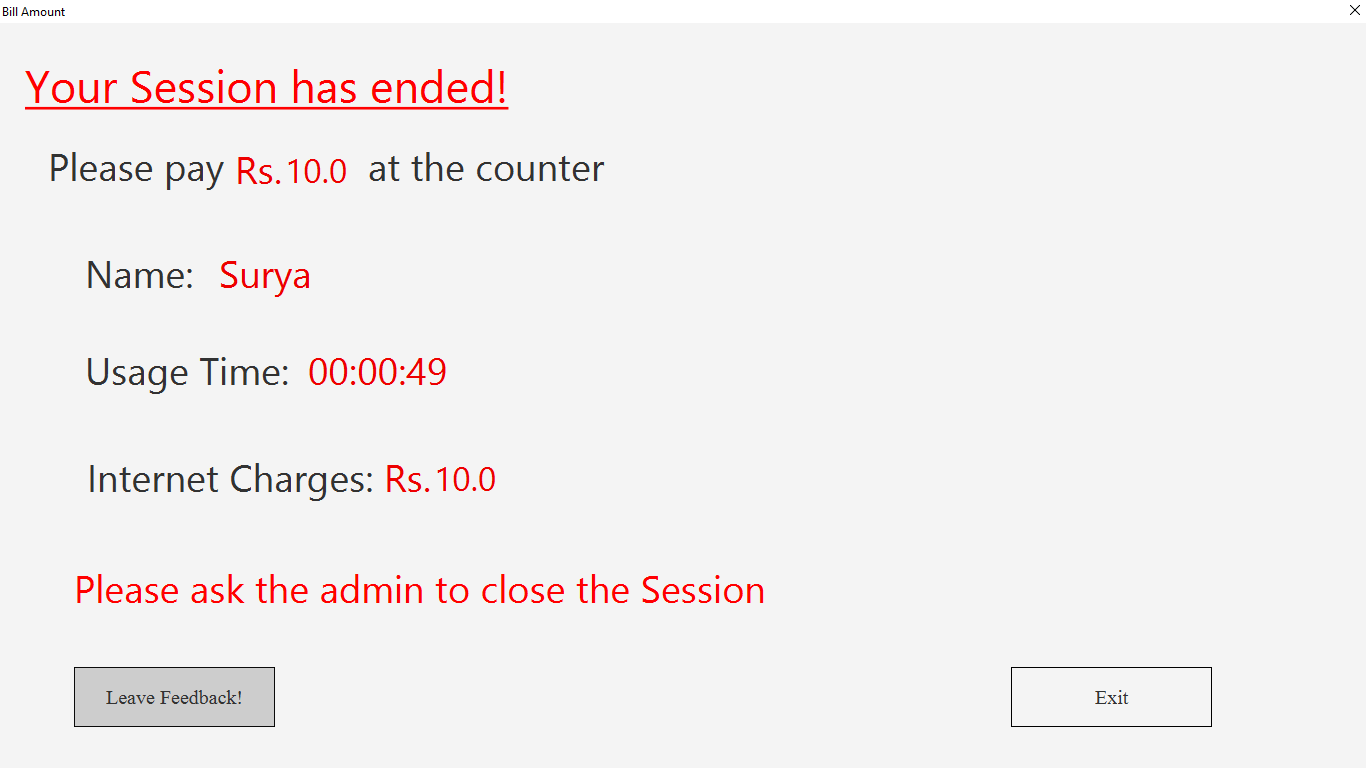 Bill Amount
Your Session has ended!
Please pay Rs.10.0 at the counter
Name: Surya
Usage Time: 00:00:49
Internet Charges: Rs.10.0
Please ask the admin to close the Session
Leave Feedback! Exit